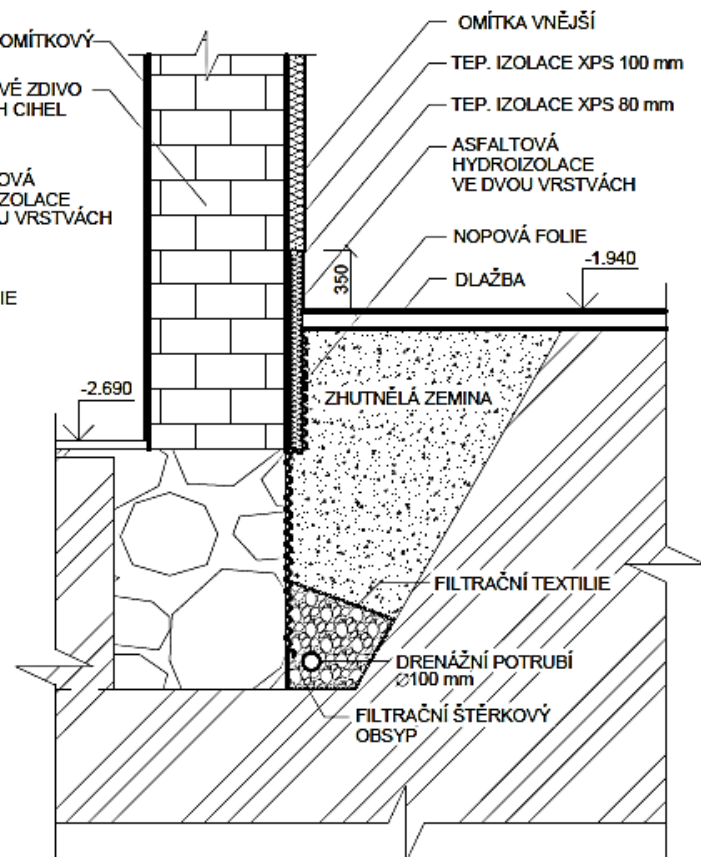 OMÍTKOVÝ
VÉ ZDIVO
H CIHEL
OVÁ
IZOLACE
U VRSTVÁCH
IE
-2.690
OMÍTKA VNĚJŠÍ
TEP. IZOLACE XPS 100 mm
TEP. IZOLACE XPS 80 mm
ASFALTOVÁ
HYDROIZOLACE
VE DVOU VRSTVÁCH
NOPOVÁ FOLIE
DLAŽBA
350
-1.940
ZHUTNĚLÁ ZEMINA
FILTRAČNÍ TEXTILIE
DRENÁŽNÍ POTRUBÍ
∅100 mm
FILTRAČNÍ ŠTĚRKOVÝ
OBSYP